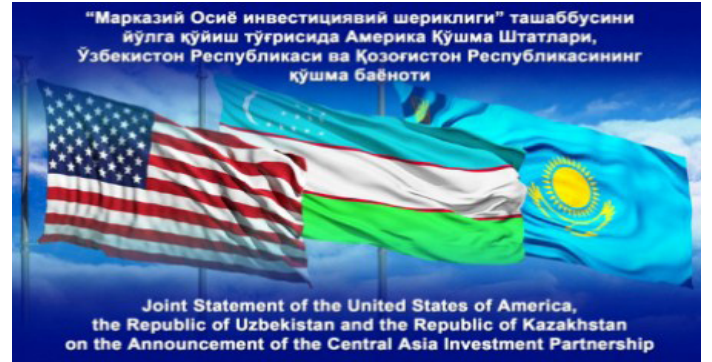 “Марказий Осиё инвестициявий шериклиги” ташаббусини
йўлга қўйиш тўғрисида Америка Қўшма Штатлари,
Ўзбекистон Республикаси ва Қозоғистон Республикасининг
қўшма баёноти
Joint Statement of the United States of America,
the Republic of Uzbekistan and the Republic of Kazakhstan
on the Announcement of the Central Asia Investment Partnership